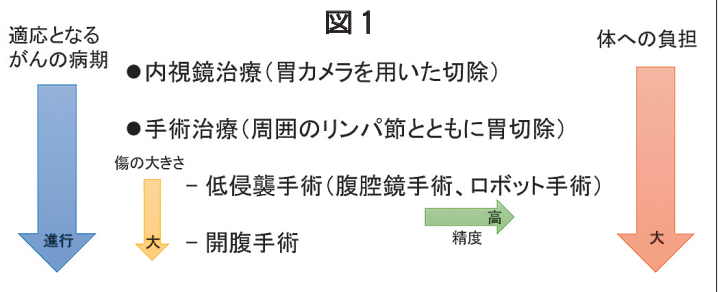 図1
適応となる
がんの病期
体への負担
●内視鏡治療（胃カメラを用いた切除）
●手術治療（周囲のリンパ節とともに胃切除）
傷の大きさ
－低侵襲手術（腹腔鏡手術、ロボット手術）
高
精度
進行
大
－開腹手術
大